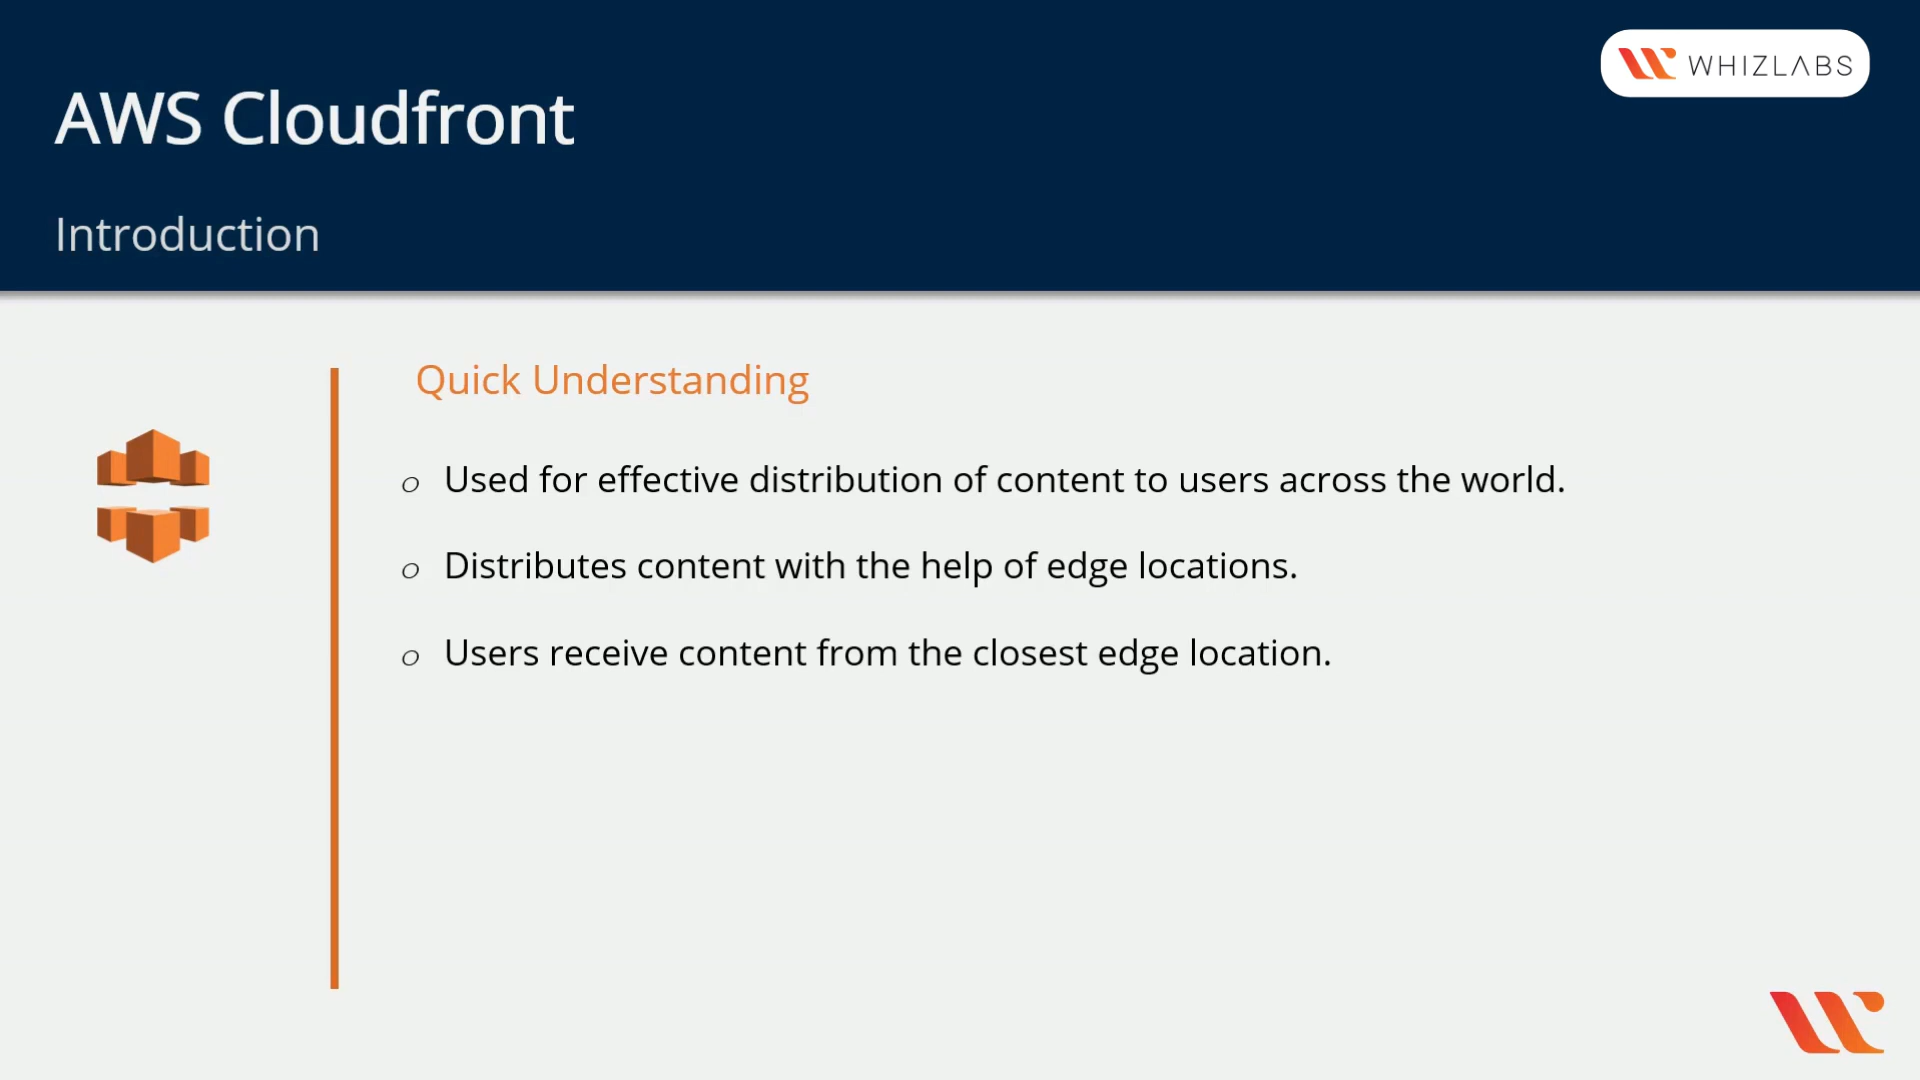 WHIZLABS
AWS Cloudfront
Introduction
Quick Understanding
o Used for effective distribution of content to users across the world.
o Distributes content with the help of edge locations.
o Users receive content from the closest edge location.